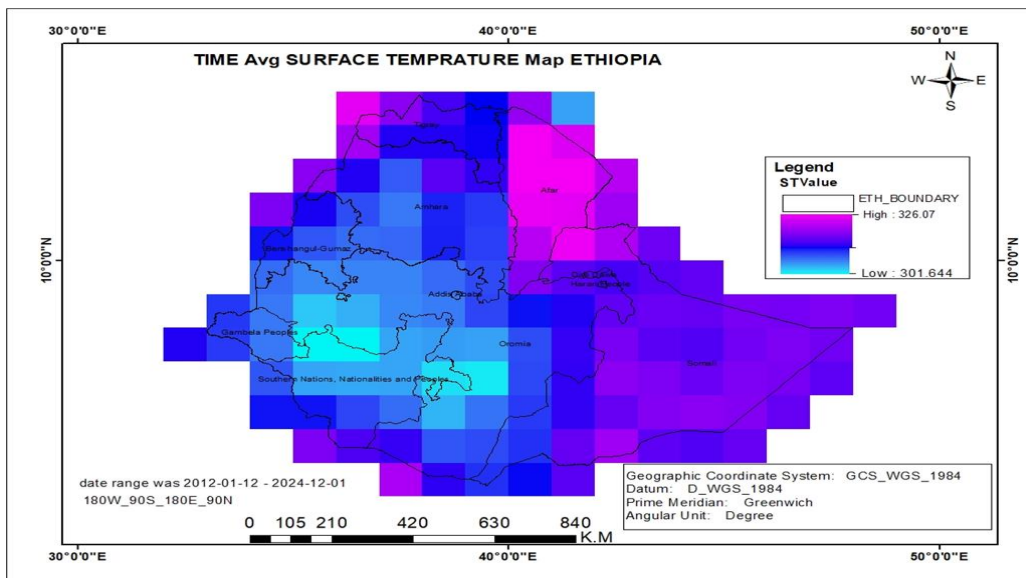 30°0'0"E 40°0'0"E 50°0'0"E
TIME Avg SURFACE TEMPRATURE Map ETHIOPIA
N
W E
S
Tigray
Legend
STValue
ETH_BOUNDARY
High : 326.07
Low : 301.644
Afar
Amhara
10°0'0"N
10°0'0"N
Beneshangul-Gumaz
Addis Ababa
Gambela Peoples
Oromia
Somali
Southern Nations, Nationalities and Peoples
date range was 2012-01-12 - 2024-12-01
180W_90S_180E_90N
Geographic Coordinate System: GCS_WGS_1984
Datum: D_WGS_1984
Prime Meridian: Greenwich
Angular Unit: Degree
0 105 210 420 630 840
K.M
30°0'0"E 40°0'0"E 50°0'0"E